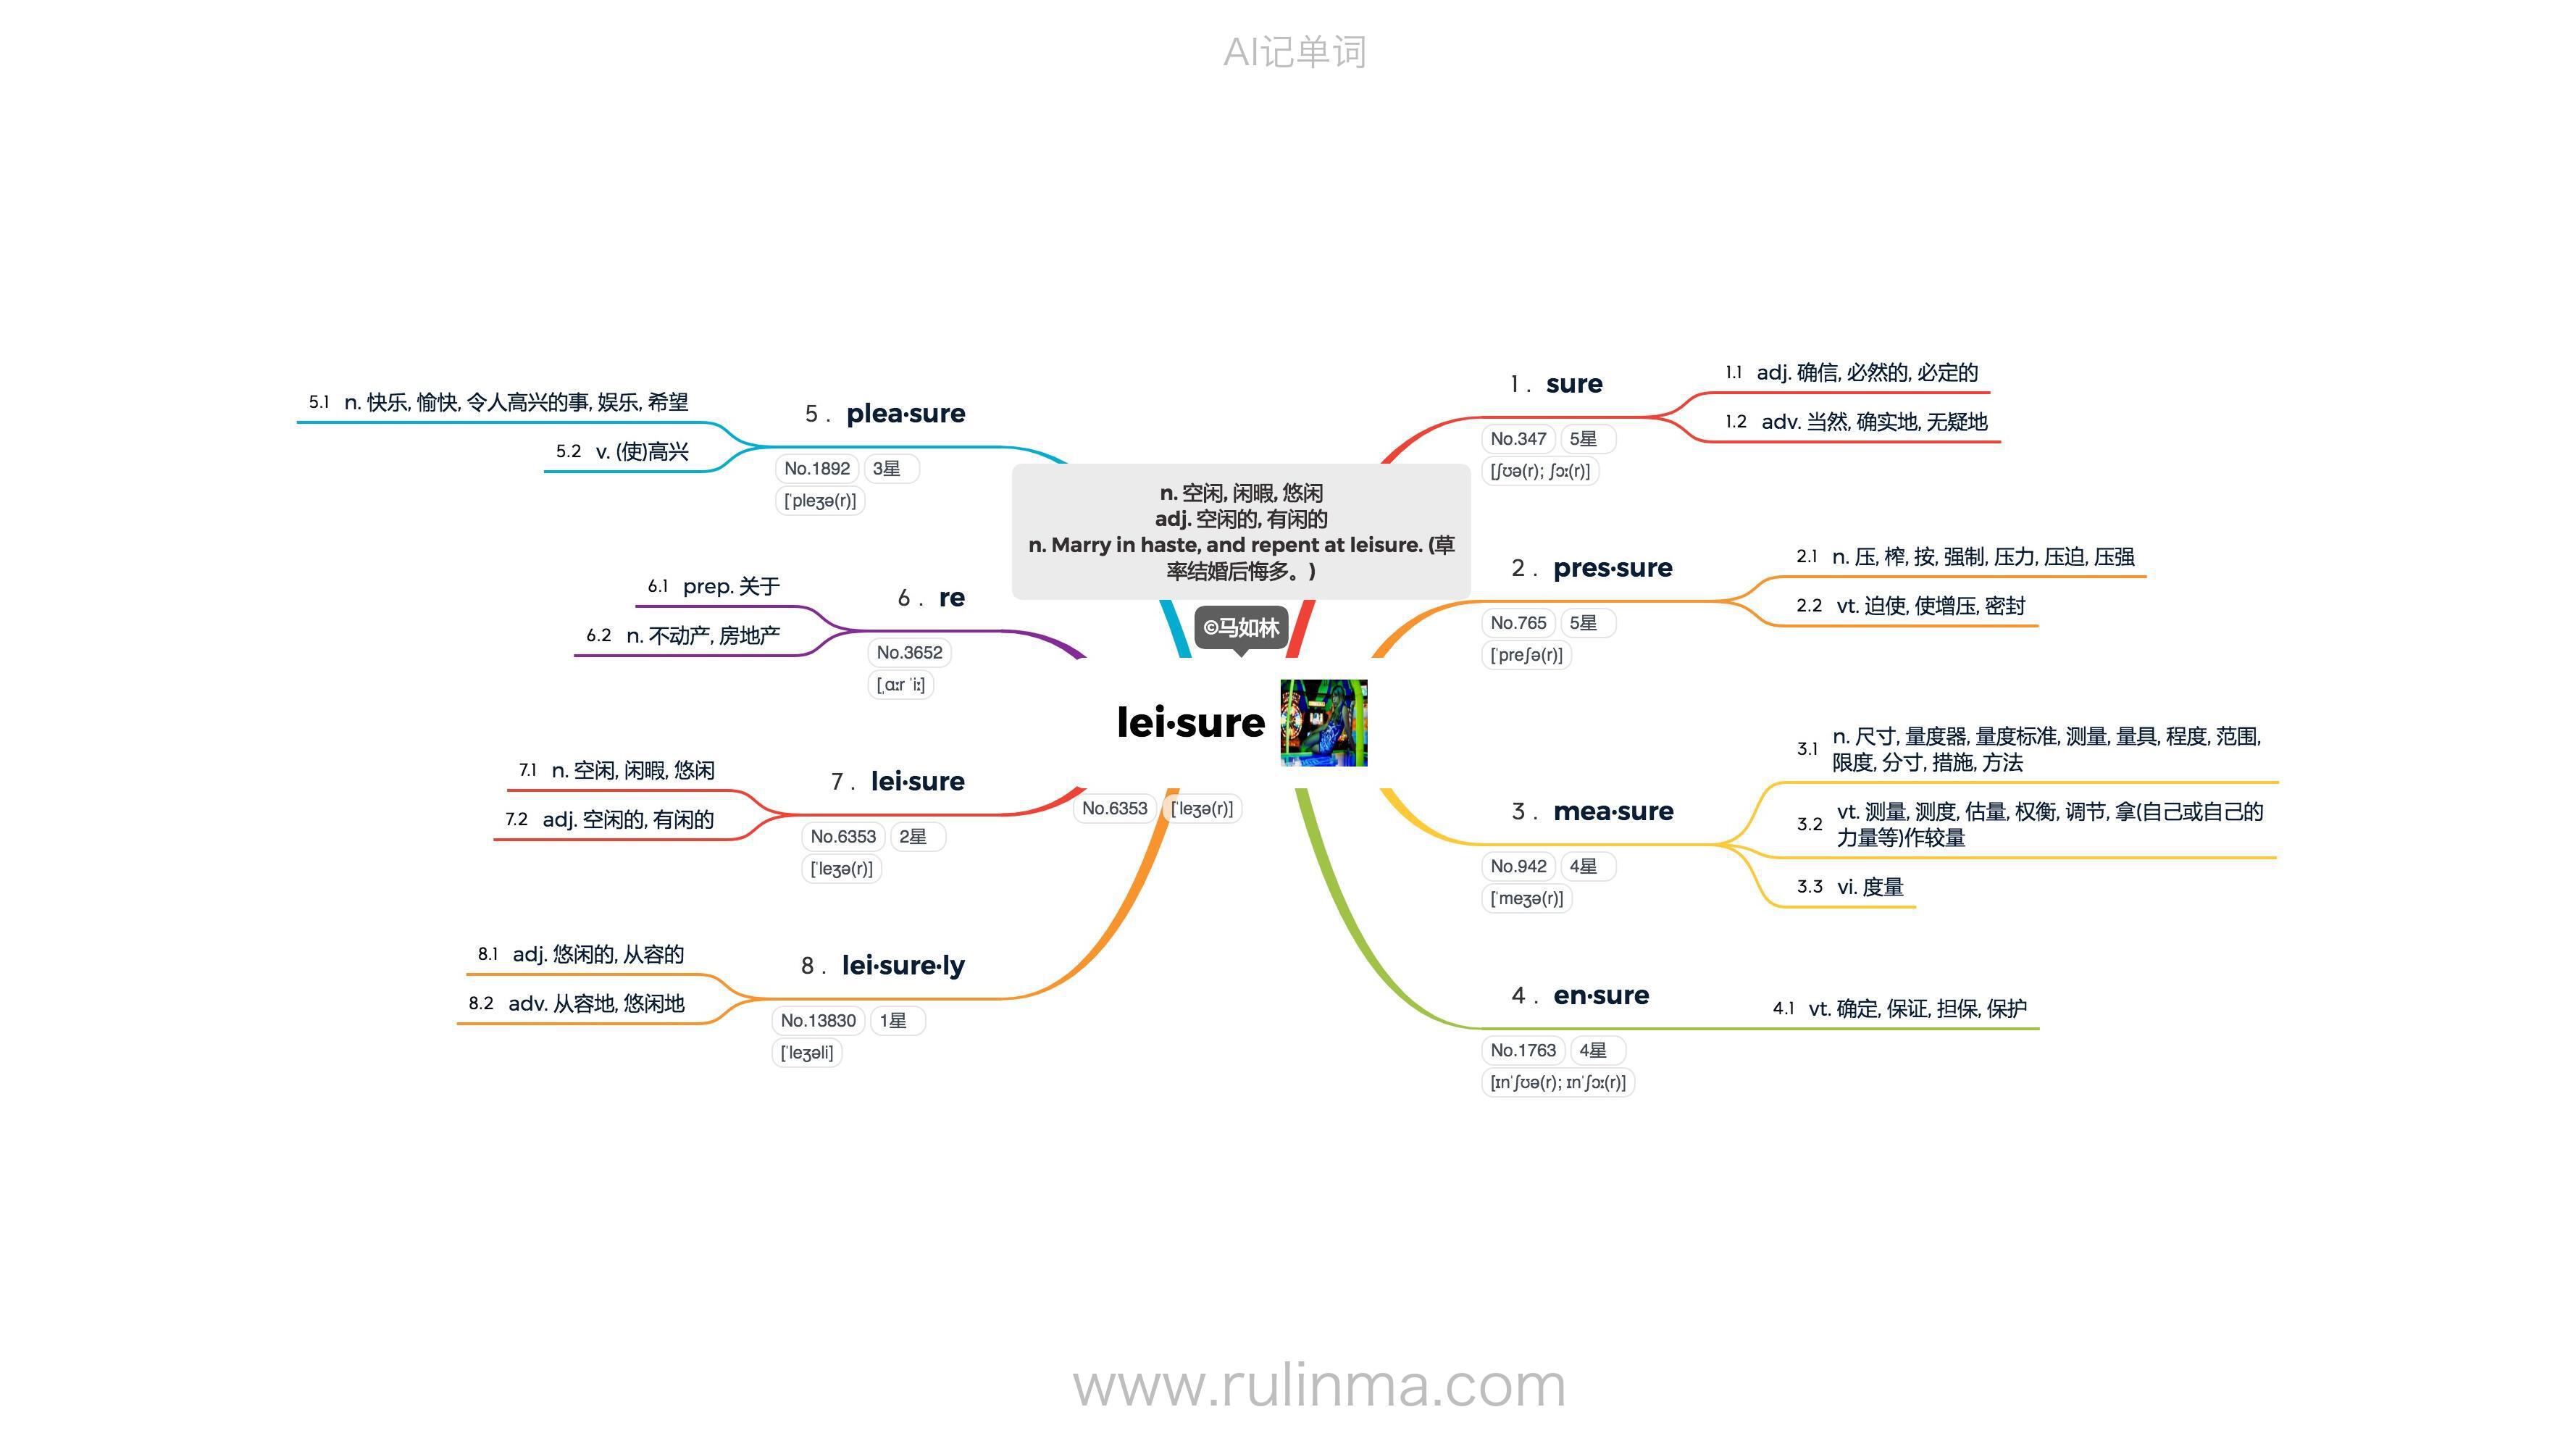 AI记单词
n. 空闲, 闲暇, 悠闲
adj. 空闲的, 有闲的
n. Marry in haste, and repent at leisure. (草
率结婚后悔多。)
©马如林
lei·sure
No.6353 [ˈleʒə(r)]
1. sure
No.347 5星
[ʃʊə(r); ʃɔː(r)]
1.1 adj. 确信, 必然的, 必定的
1.2 adv. 当然, 确实地, 无疑地
2. pres·sure
No.765 5星
[ˈpreʃə(r)]
2.1 n. 压, 榨, 按, 强制, 压力, 压迫, 压强
2.2 vt. 迫使, 使增压, 密封
3. mea·sure
No.942 4星
[ˈmeʒə(r)]
3.1 n. 尺寸, 量度器, 量度标准, 测量, 量具, 程度, 范围,
限度, 分寸, 措施, 方法
3.2 vt. 测量, 测度, 估量, 权衡, 调节, 拿(自己或自己的
力量等)作较量
3.3 vi. 度量
4. en·sure
No.1763 4星
[ɪnˈʃʊə(r); ɪnˈʃɔː(r)]
4.1 vt. 确定, 保证, 担保, 保护
5. plea·sure
No.1892 3星
[ˈpleʒə(r)]
5.1 n. 快乐, 愉快, 令人高兴的事, 娱乐, 希望
5.2 v. (使)高兴
6. re
No.3652
[ˌɑːr ˈiː]
6.1 prep. 关于
6.2 n. 不动产, 房地产
7. lei·sure
No.6353 2星
[ˈleʒə(r)]
7.1 n. 空闲, 闲暇, 悠闲
7.2 adj. 空闲的, 有闲的
8. lei·sure·ly
No.13830 1星
[ˈleʒəli]
8.1 adj. 悠闲的, 从容的
8.2 adv. 从容地, 悠闲地
www.rulinma.com